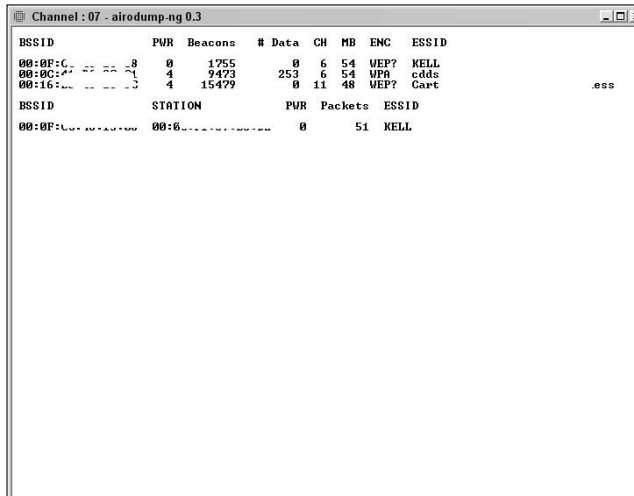 Channel : 07 - airodump-ng 0.3
BSSID PWR Beacons # Data CH MB ENC ESSID
00:0F: 8 0 1755 0 6 54 WEP? KELL
00:0C: 4 9473 253 6 54 WPA cdds
00:16: 4 15479 0 11 48 WEP? Cart .ess
BSSID STATION PWR Packets ESSID
00:0F: 00: 0 51 KELL